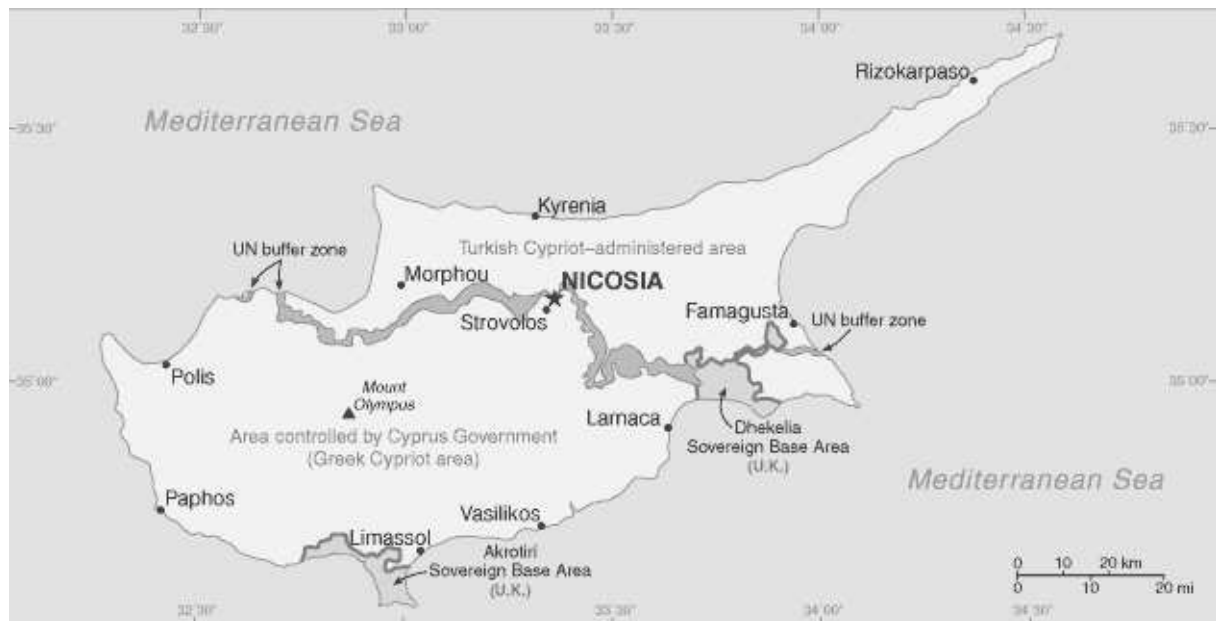 32°30" 33°00" 33°30" 34°00" 34°30"
Rizokarpaso
Mediterranean Sea
35°30" 35°30"
Kyrenia
Turkish Cypriot–administered area
UN buffer zone
Morphou
NICOSIA
Strovolos
Famagusta
UN buffer zone
Polis
35°00" 35°00"
Mount
Olympus
Larnaca
Dhekelia
Sovereign Base Area
(U.K.)
Area controlled by Cyprus Government
(Greek Cypriot area)
Mediterranean Sea
Paphos
Vasilikos
Limassol
Akrotiri
Sovereign Base Area
(U.K.)
0 10 20 km
0 10 20 mi
32°30" 33°30" 34°00" 34°30"